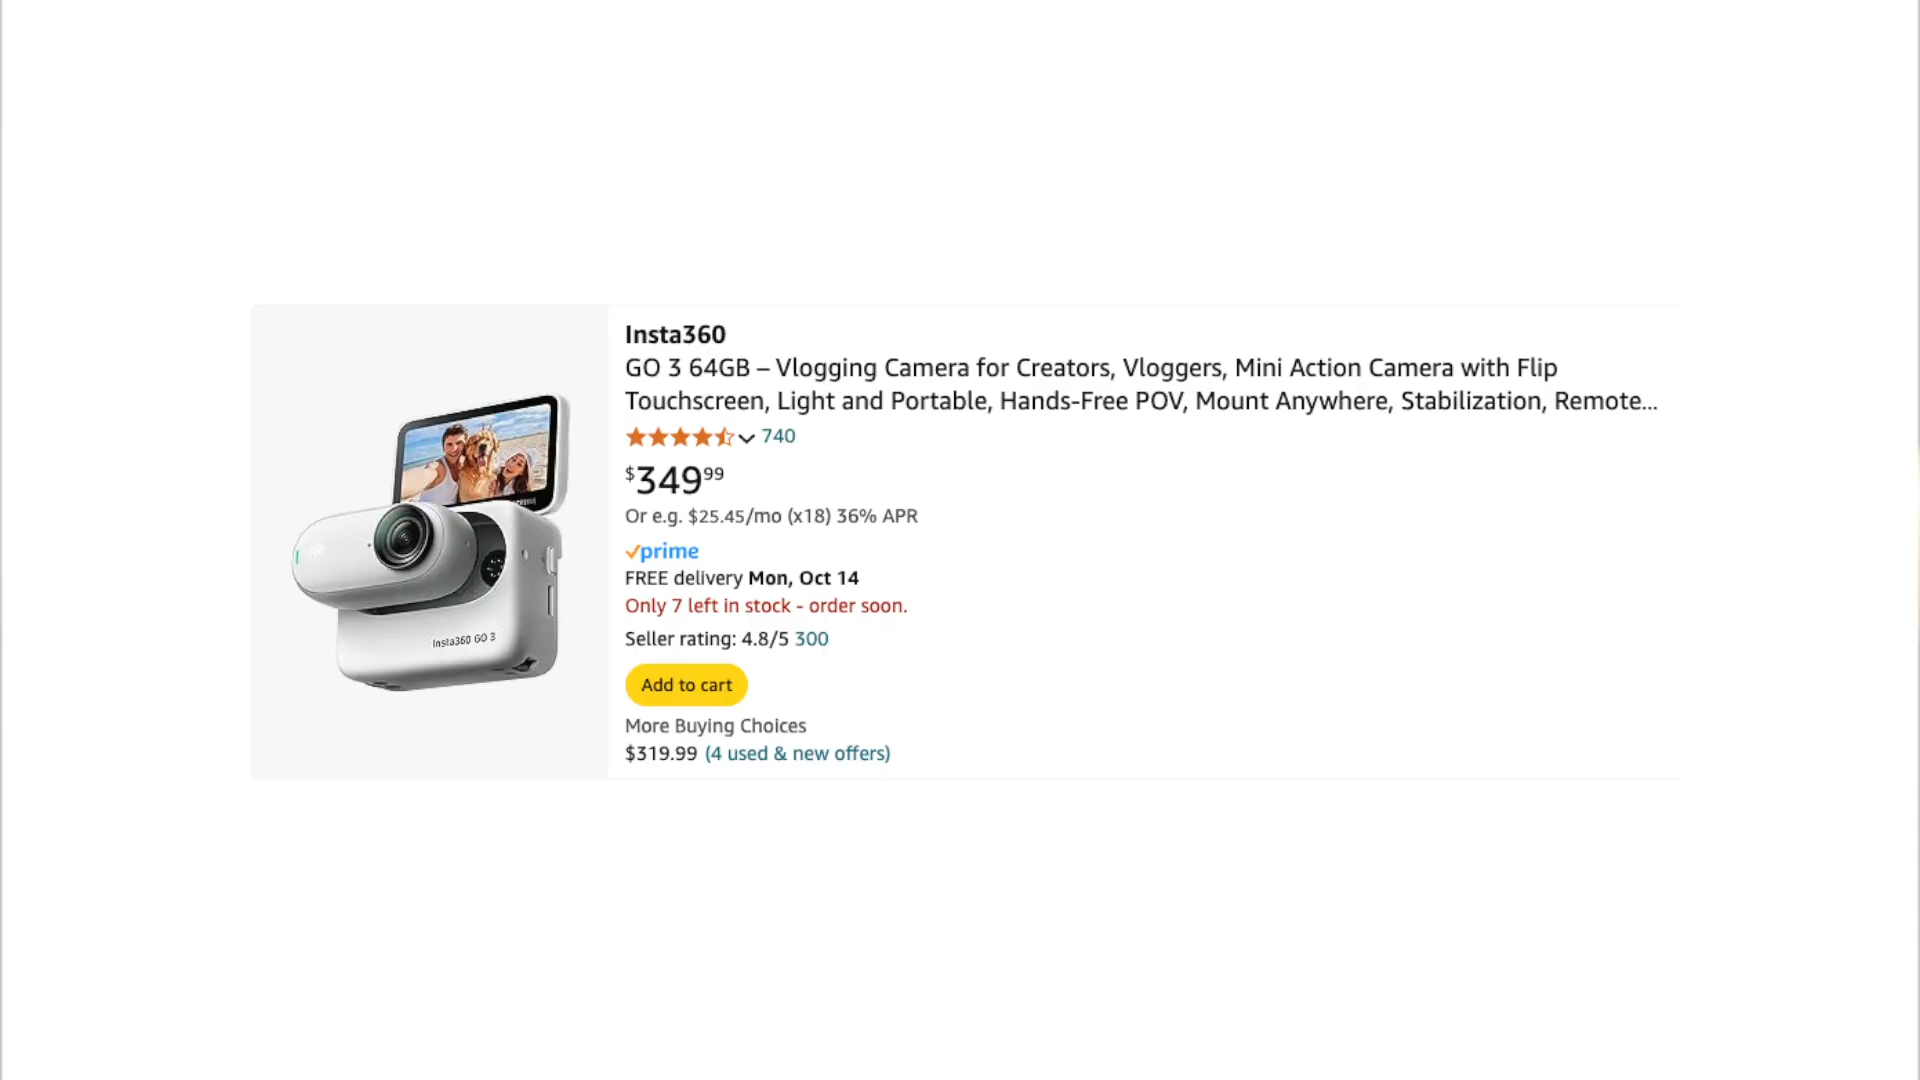 Insta360
GO 3 64GB – Vlogging Camera for Creators, Vloggers, Mini Action Camera with Flip
Touchscreen, Light and Portable, Hands-Free POV, Mount Anywhere, Stabilization, Remote...
740
$349.99
Or e.g. $25.45/mo (x18) 36% APR
prime
FREE delivery Mon, Oct 14
Only 7 left in stock - order soon.
Seller rating: 4.8/5 300
Add to cart
More Buying Choices
$319.99 (4 used & new offers)
Insta360 GO 3